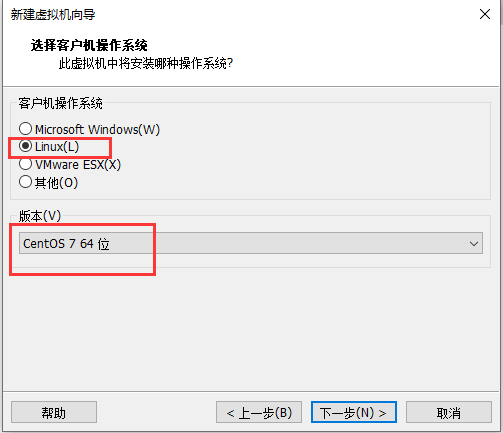 新建虚拟机向导
选择客户机操作系统
此虚拟机中将安装哪种操作系统?
客户机操作系统
Microsoft Windows(W)
Linux(L)
VMware ESX(X)
其他(O)
版本(V)
CentOS 7 64 位
帮助
< 上一步(B)
下一步(N) >
取消